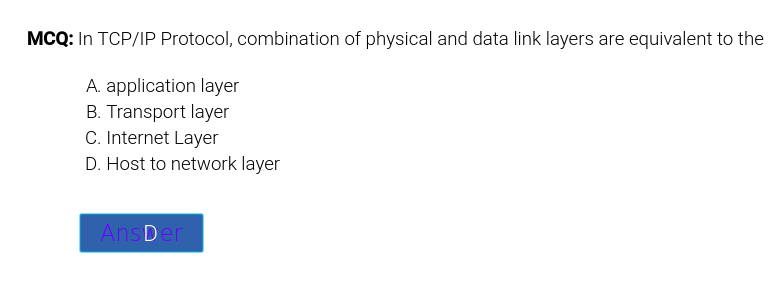 MCQ: In TCP/IP Protocol, combination of physical and data link layers are equivalent to the
A. application layer
B. Transport layer
C. Internet Layer
D. Host to network layer
Answer
D